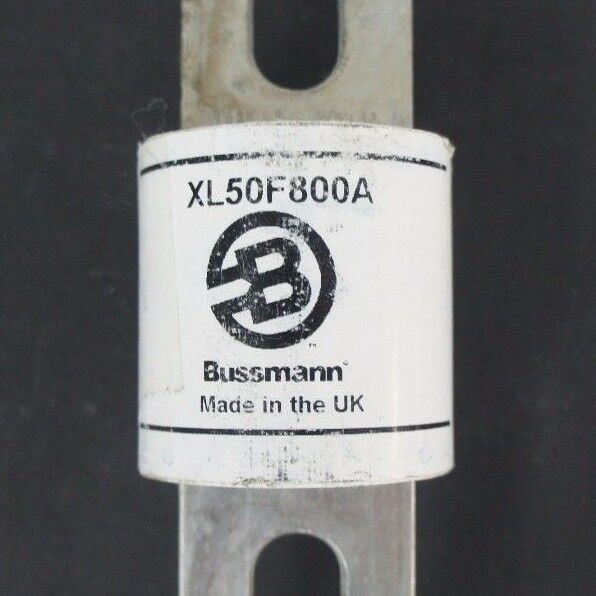 XL50F800A
B
Bussmann
Made in the UK